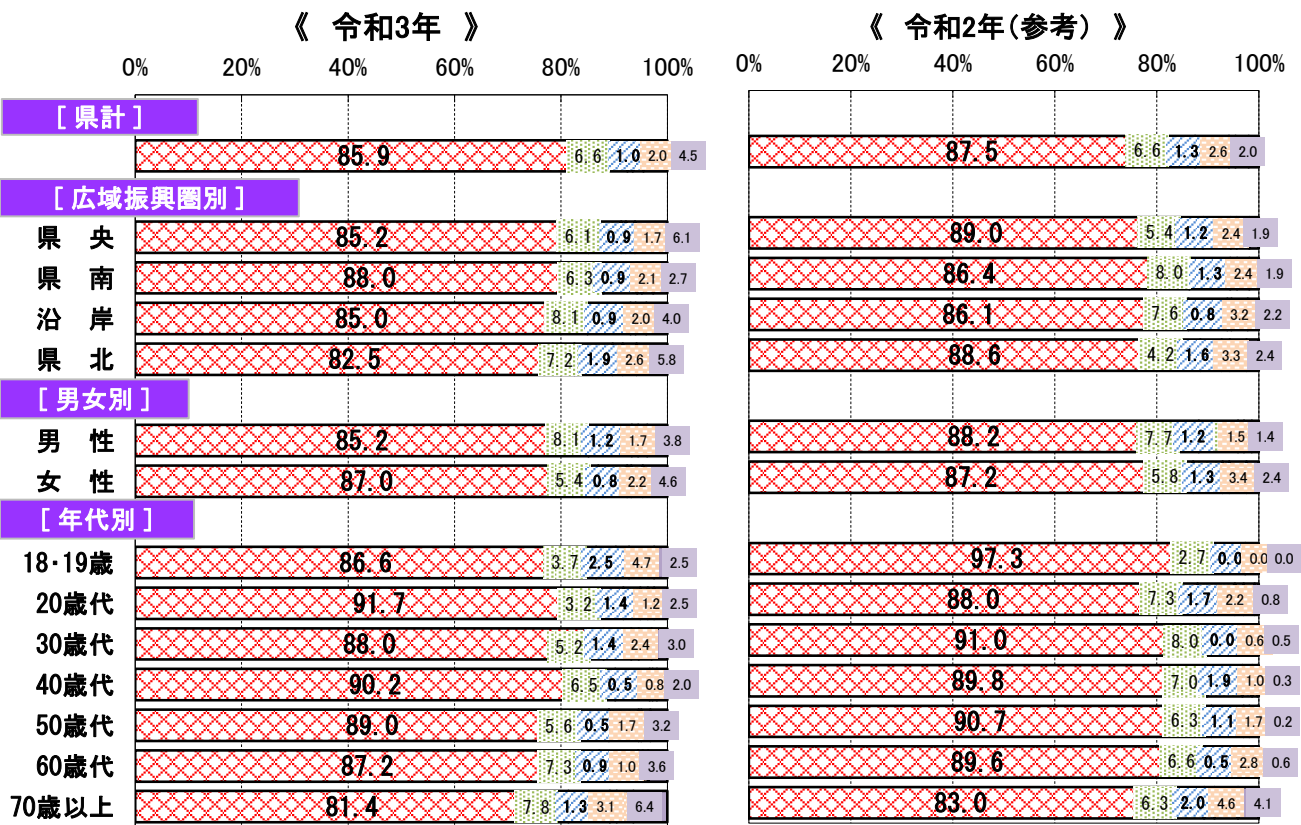 《 令和3年 》
《 令和2年(参考) 》
0% 20% 40% 60% 80% 100%
0% 20% 40% 60% 80% 100%
[ 県計 ]
85.9 6.6 1.0 2.0 4.5
87.5 6.6 1.3 2.6 2.0
[ 広域振興圏別 ]
県 央 85.2 6.1 0.9 1.7 6.1
89.0 5.4 1.2 2.4 1.9
県 南 88.0 6.3 0.9 2.1 2.7
86.4 8.0 1.3 2.4 1.9
沿 岸 85.0 8.1 0.9 2.0 4.0
86.1 7.6 0.8 3.2 2.2
県 北 82.5 7.2 1.9 2.6 5.8
88.6 4.2 1.6 3.3 2.4
[ 男女別 ]
男 性 85.2 8.1 1.2 1.7 3.8
88.2 7.7 1.2 1.5 1.4
女 性 87.0 5.4 0.8 2.2 4.6
87.2 5.8 1.3 3.4 2.4
[ 年代別 ]
18・19歳 86.6 3.7 2.5 4.7 2.5
97.3 2.7 0.0 0.0 0.0
20歳代 91.7 3.2 1.4 1.2 2.5
88.0 7.3 1.7 2.2 0.8
30歳代 88.0 5.2 1.4 2.4 3.0
91.0 8.0 0.0 0.6 0.5
40歳代 90.2 6.5 0.5 0.8 2.0
89.8 7.0 1.9 1.0 0.3
50歳代 89.0 5.6 0.5 1.7 3.2
90.7 6.3 1.1 1.7 0.2
60歳代 87.2 7.3 0.9 1.0 3.6
89.6 6.6 0.5 2.8 0.6
70歳以上 81.4 7.8 1.3 3.1 6.4
83.0 6.3 2.0 4.6 4.1